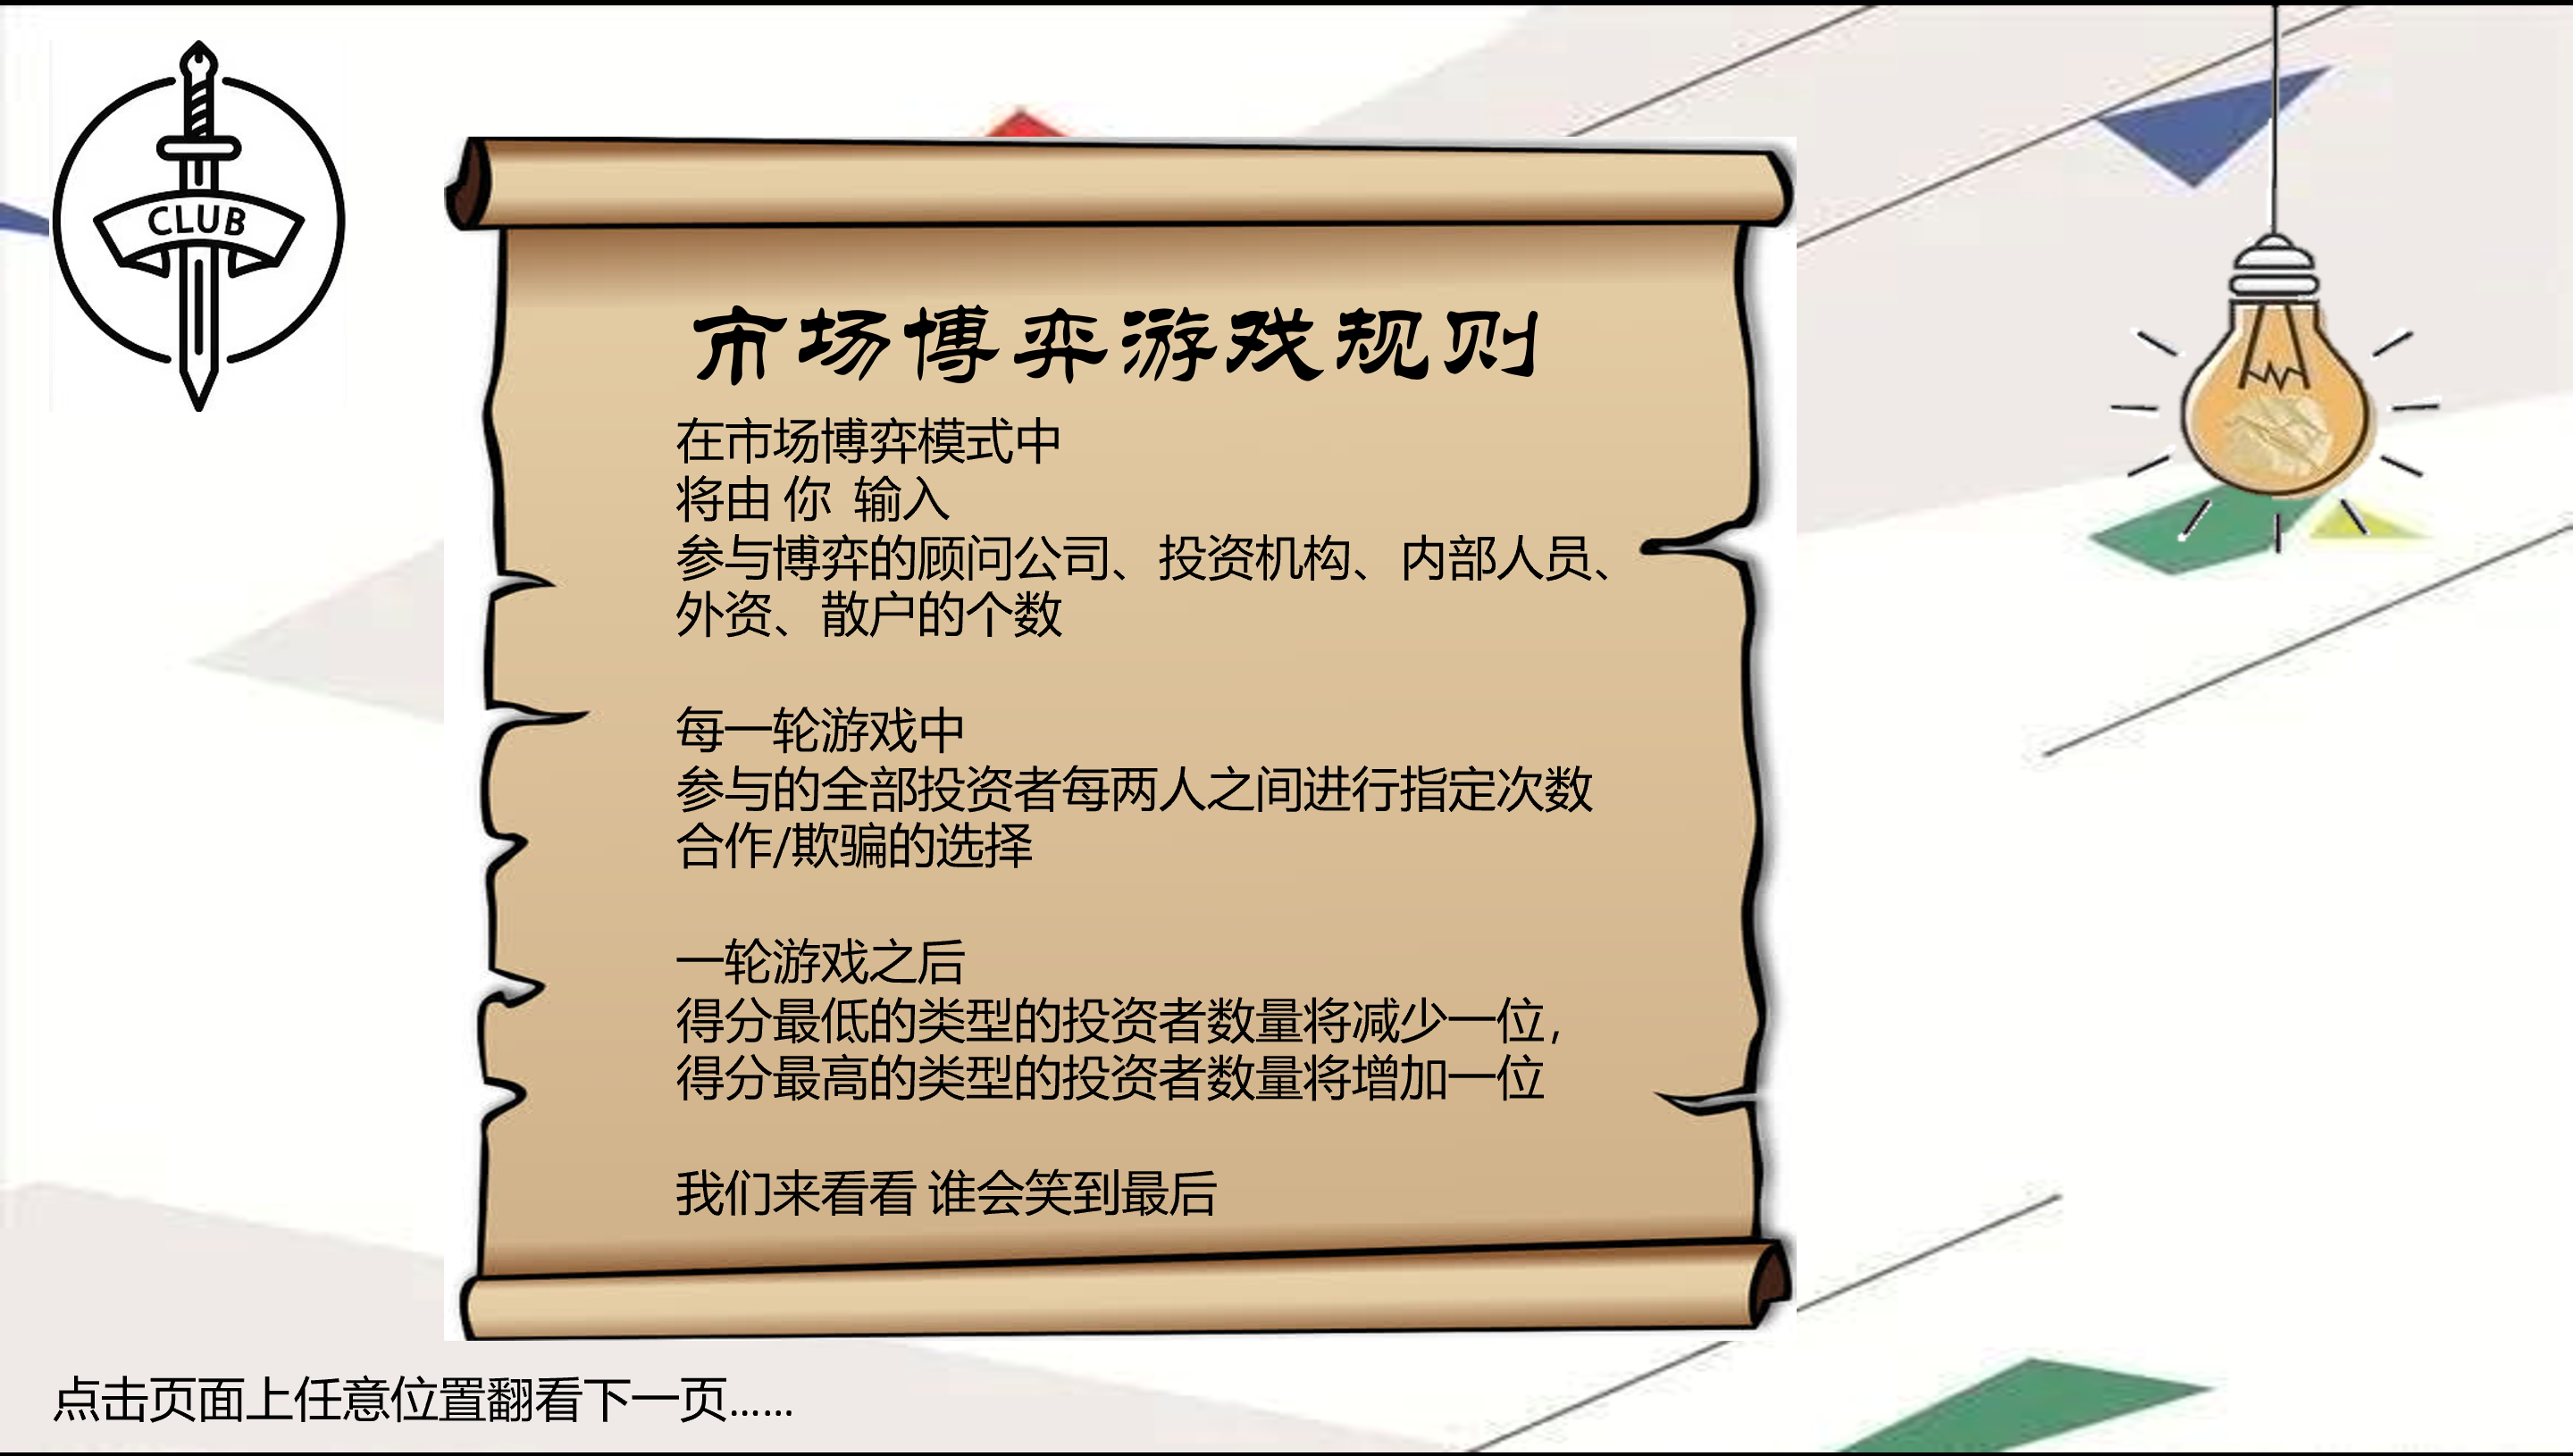 CLUB
市场博弈游戏规则
在市场博弈模式中
将由 你 输入
参与博弈的顾问公司、投资机构、内部人员、
外资、散户的个数
每一轮游戏中
参与的全部投资者每两人之间进行指定次数
合作/欺骗的选择
一轮游戏之后
得分最低的类型的投资者数量将减少一位，
得分最高的类型的投资者数量将增加一位
我们来看看 谁会笑到最后
点击页面上任意位置翻看下一页……